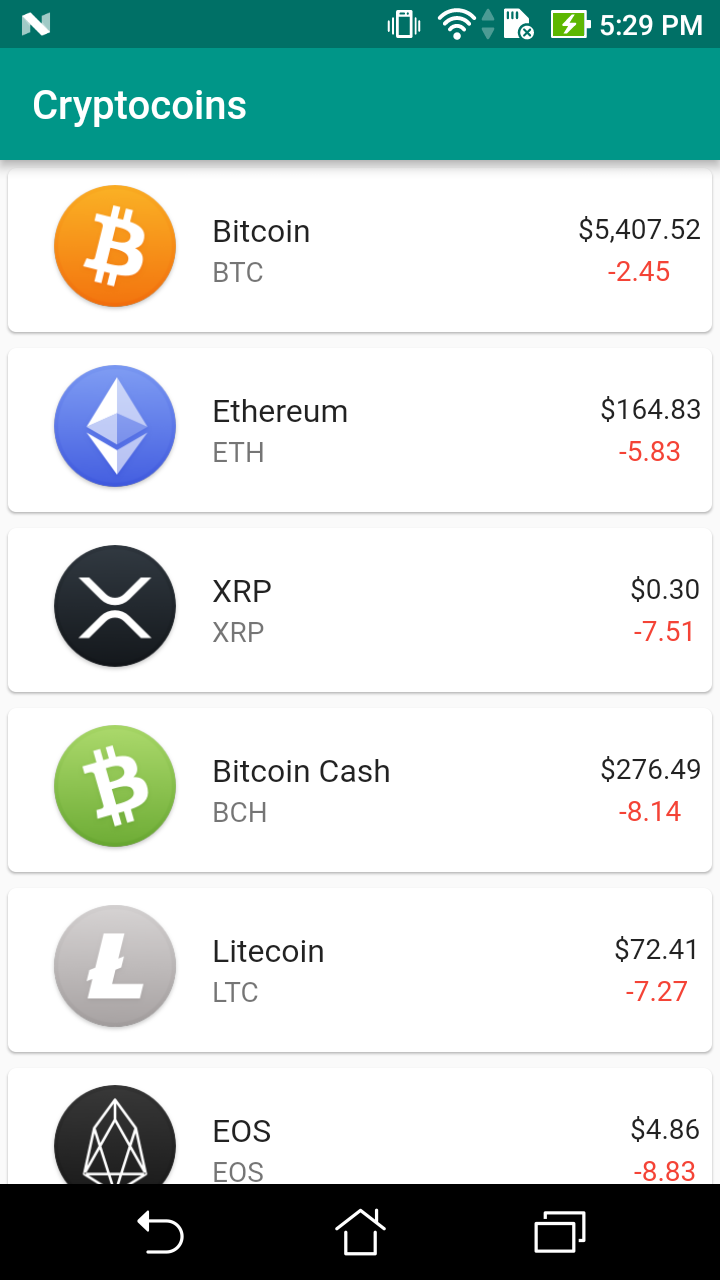 5:29 PM
Cryptocoins
Bitcoin
$5,407.52
BTC
-2.45
Ethereum
$164.83
ETH
-5.83
XRP
$0.30
XRP
-7.51
Bitcoin Cash
$276.49
BCH
-8.14
Litecoin
$72.41
LTC
-7.27
EOS
$4.86
EOS
-8.83